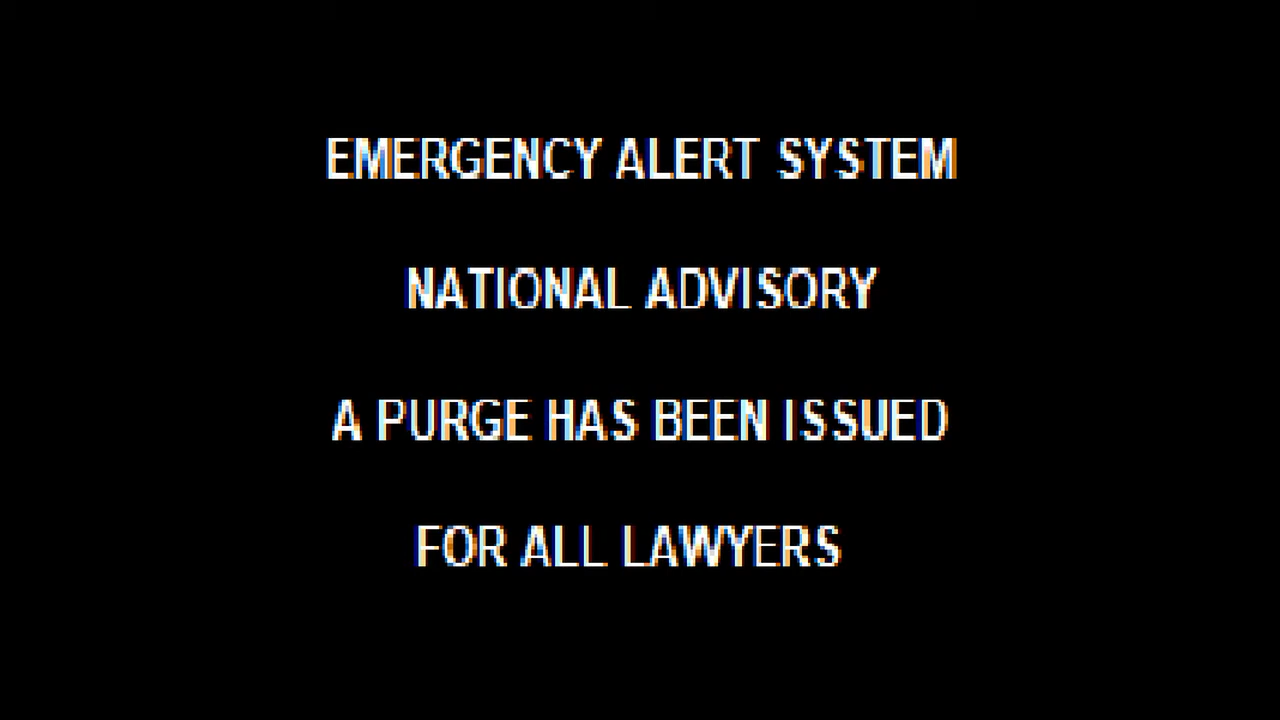 EMERGENCY ALERT SYSTEM
NATIONAL ADVISORY
A PURGE HAS BEEN ISSUED
FOR ALL LAWYERS